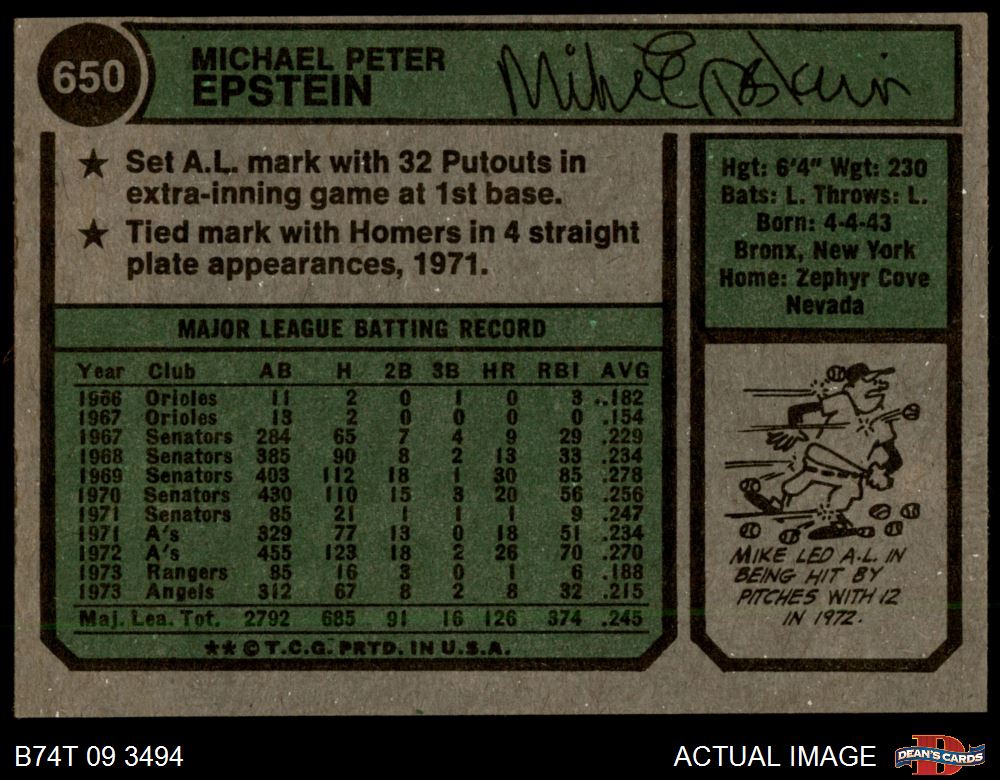 650
MICHAEL PETER
EPSTEIN
Mike Epstein
★ Set A.L. mark with 32 Putouts in
extra-inning game at 1st base.
★ Tied mark with Homers in 4 straight
plate appearances, 1971.
Hgt: 6'4" Wgt: 230
Bats: L. Throws: L.
Born: 4-4-43
Bronx, New York
Home: Zephyr Cove
Nevada
MAJOR LEAGUE BATTING RECORD
Year Club AB H 2B 3B HR RBI AVG
1966 Orioles 11 2 0 1 0 3 .182
1967 Orioles 13 2 0 0 0 0 .154
1967 Senators 284 65 7 4 9 29 .229
1968 Senators 385 90 8 2 13 33 .234
1969 Senators 403 112 18 1 30 85 .278
1970 Senators 430 110 15 3 20 56 .256
1971 Senators 85 21 1 1 1 9 .247
1971 A's 329 77 13 0 18 51 .234
1972 A's 455 123 18 2 26 70 .270
1973 Rangers 85 16 3 0 1 6 .188
1973 Angels 312 67 8 2 8 32 .215
Maj. Lea. Tot. 2792 685 91 16 126 374 .245
★★ © T.C.G. PRTD. IN U.S.A.
MIKE LED A.L. IN
BEING HIT BY
PITCHES WITH 12
IN 1972.
B74T 09 3494
ACTUAL IMAGE
D
DEAN'S CARDS